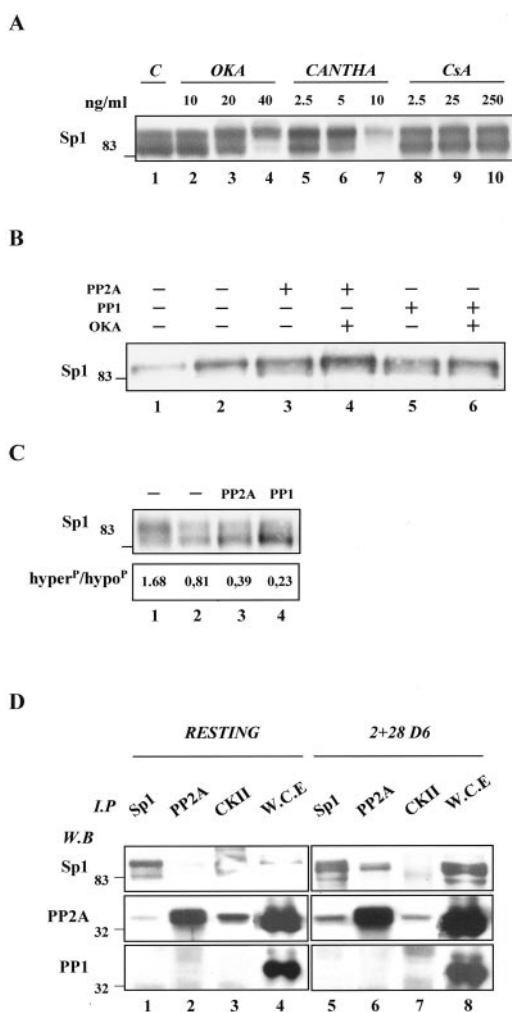 A
C OKA CANTHA CsA
ng/ml 10 20 40 2.5 5 10 2.5 25 250
Sp1 83
1 2 3 4 5 6 7 8 9 10
B
PP2A – – + + – –
PP1 – – – – + +
OKA – – – + – +
Sp1 83
1 2 3 4 5 6
C
– – PP2A PP1
Sp1 83
hyperᴾ/hypoᴾ 1.68 0,81 0,39 0,23
1 2 3 4
D
RESTING 2+28 D6
I.P Sp1 PP2A CKII W.C.E Sp1 PP2A CKII W.C.E
W.B
Sp1
83
PP2A
32
PP1
32
1 2 3 4 5 6 7 8